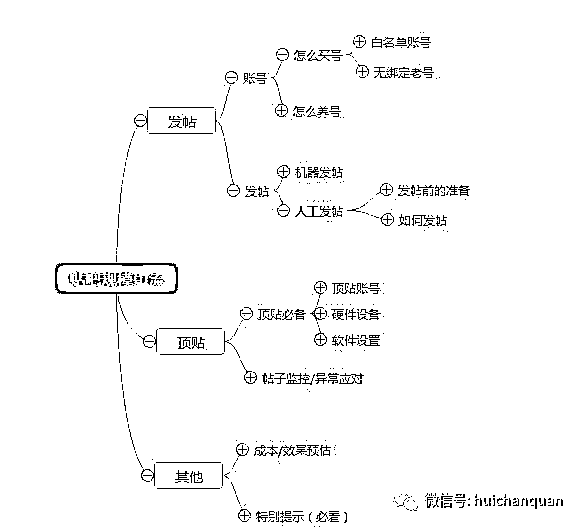 白名单账号
怎么买号
无绑定老号
账号
怎么养号
发帖
机器发帖
发帖
发帖前的准备
人工发帖
如何发帖
顶贴账号
顶贴必备
硬件设备
软件设置
顶贴
帖子监控/异常应对
成本/效果预估
其他
特别提示（必看）
微信号: huichanquan